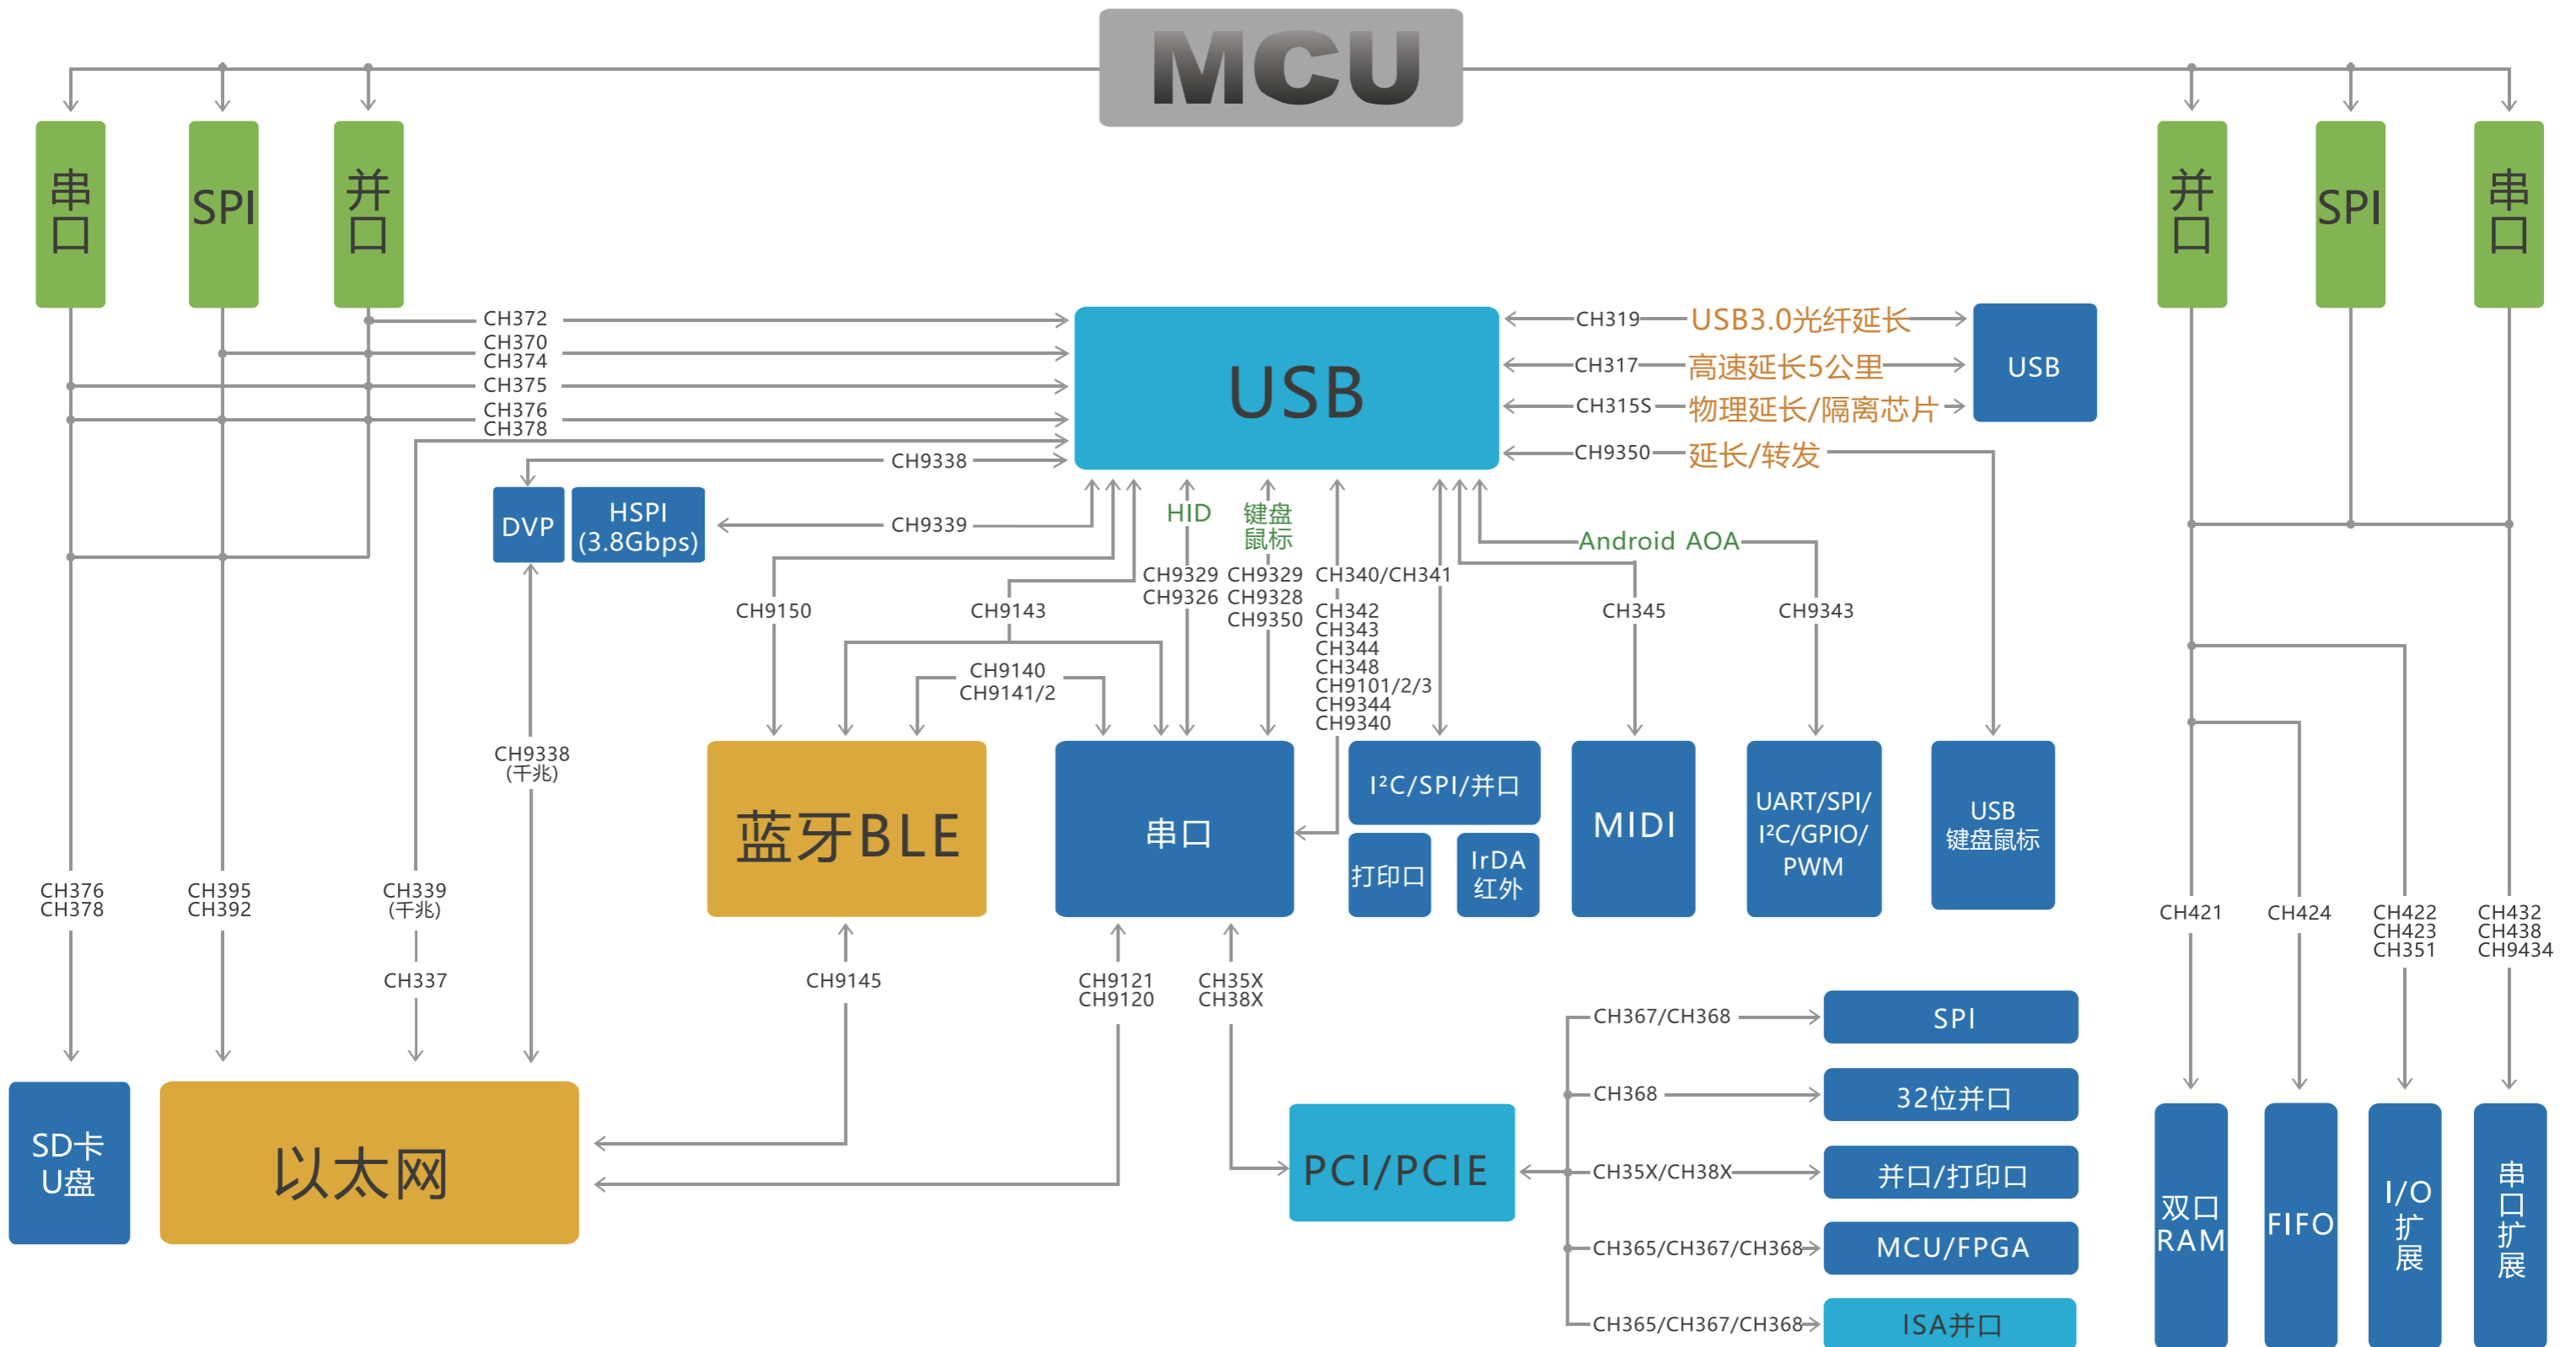 MCU
串口
SPI
并口
并口
SPI
串口
CH372
CH370
CH374
CH375
CH376
CH378
USB
CH319
USB3.0光纤延长
CH317
高速延长5公里
CH315S
物理延长/隔离芯片
CH9350
延长/转发
USB
CH9338
DVP
HSPI
(3.8Gbps)
CH9339
HID
键盘
鼠标
Android AOA
CH9150
CH9143
CH9329
CH9326
CH9329
CH9328
CH9350
CH340/CH341
CH342
CH343
CH344
CH348
CH9101/2/3
CH9344
CH9340
CH345
CH9343
CH9140
CH9141/2
CH9338
(千兆)
蓝牙BLE
串口
I²C/SPI/并口
打印口
IrDA
红外
MIDI
UART/SPI/
I²C/GPIO/
PWM
USB
键盘鼠标
CH376
CH378
CH395
CH392
CH339
(千兆)
CH337
CH9145
CH9121
CH9120
CH35X
CH38X
CH421
CH424
CH422
CH423
CH351
CH432
CH438
CH9434
SD卡
U盘
以太网
PCI/PCIE
CH367/CH368
SPI
CH368
32位并口
CH35X/CH38X
并口/打印口
CH365/CH367/CH368
MCU/FPGA
CH365/CH367/CH368
ISA并口
双口
RAM
FIFO
I/O
扩
展
串
口
扩
展